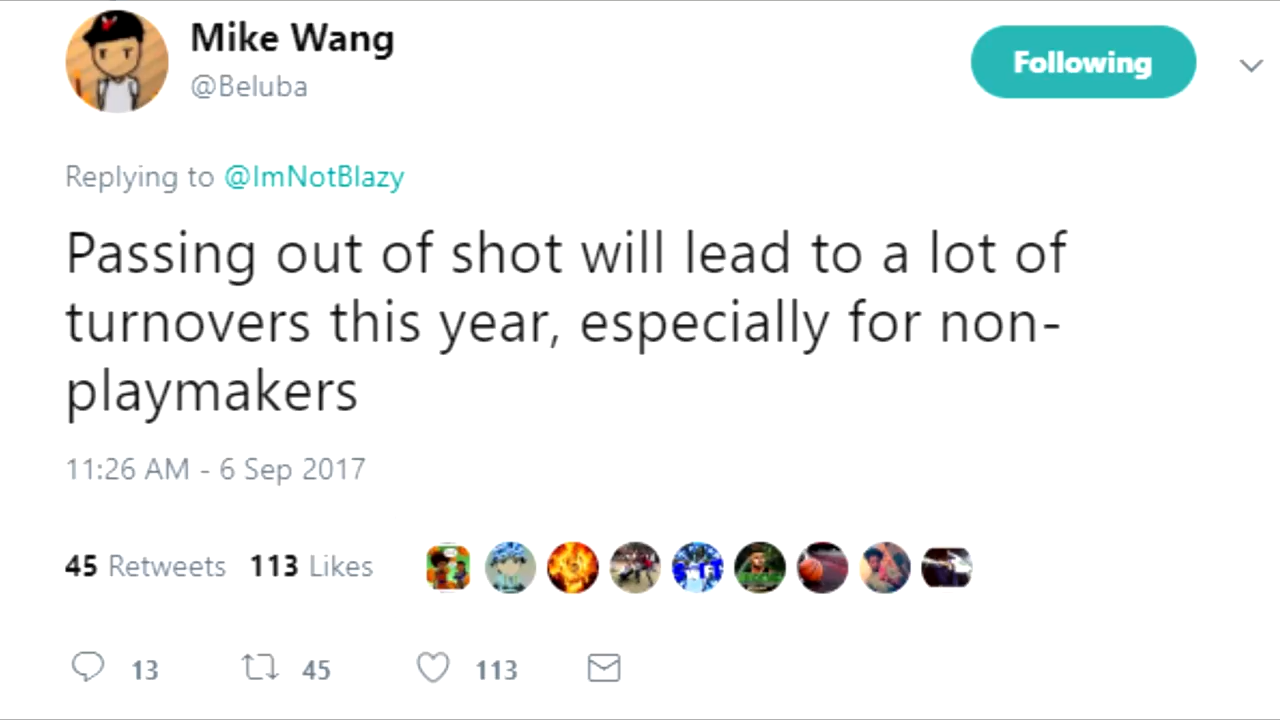 Mike Wang
@Beluba
Following
Replying to @ImNotBlazy
Passing out of shot will lead to a lot of
turnovers this year, especially for non-
playmakers
11:26 AM - 6 Sep 2017
45 Retweets 113 Likes
13 45 113